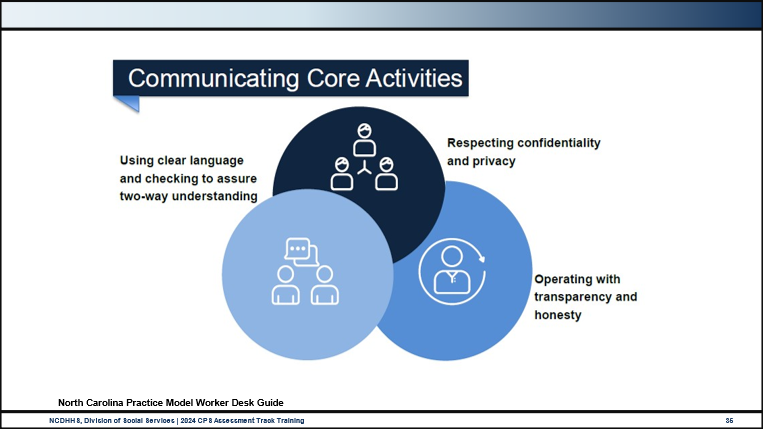 Communicating Core Activities
Using clear language
and checking to assure
two-way understanding
Respecting confidentiality
and privacy
Operating with
transparency and
honesty
North Carolina Practice Model Worker Desk Guide
NCDHHS, Division of Social Services | 2024 CPS Assessment Track Training
35